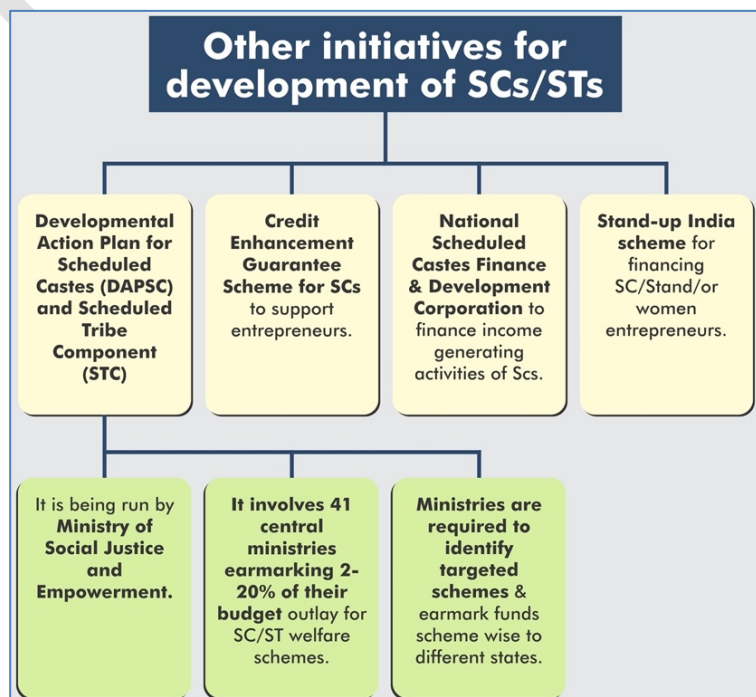 Other initiatives for
development of SCs/STs
Developmental
Action Plan for
Scheduled
Castes (DAPSC)
and Scheduled
Tribe
Component
(STC)
Credit
Enhancement
Guarantee
Scheme for SCs
to support
entrepreneurs.
National
Scheduled
Castes Finance
& Development
Corporation to
finance income
generating
activities of Scs.
Stand-up India
scheme for
financing
SC/Stand/or
women
entrepreneurs.
It is being run by
Ministry of
Social Justice
and
Empowerment.
It involves 41
central
ministries
earmarking 2-
20% of their
budget outlay for
SC/ST welfare
schemes.
Ministries are
required to
identify
targeted
schemes &
earmark funds
scheme wise to
different states.